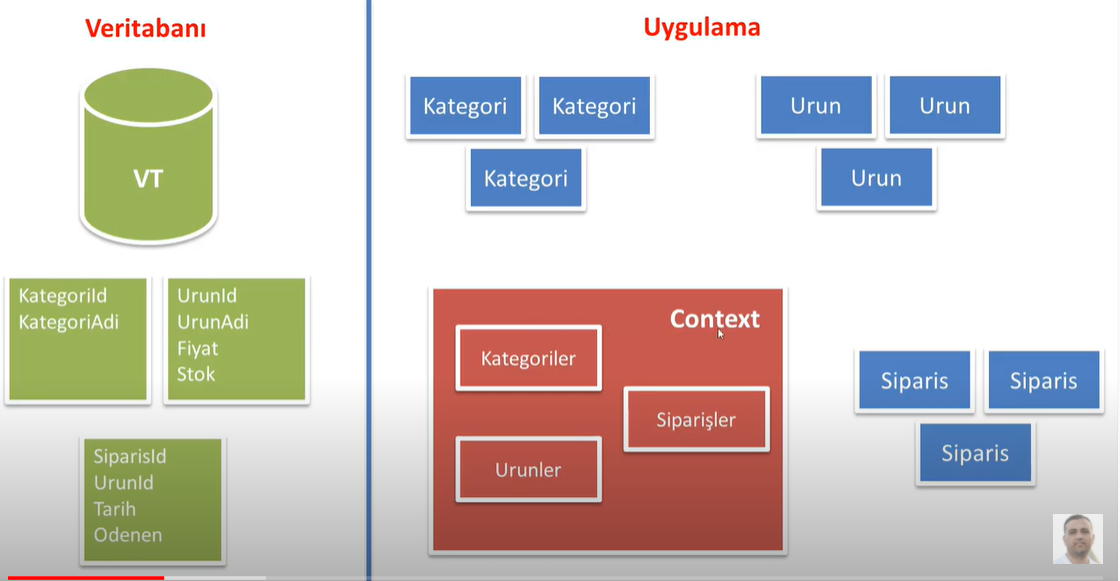 Veritabanı
VT
KategoriId
KategoriAdi
UrunId
UrunAdi
Fiyat
Stok
SiparisId
UrunId
Tarih
Odenen
Uygulama
Kategori
Kategori
Kategori
Urun
Urun
Urun
Context
Kategoriler
Siparişler
Urunler
Siparis
Siparis
Siparis